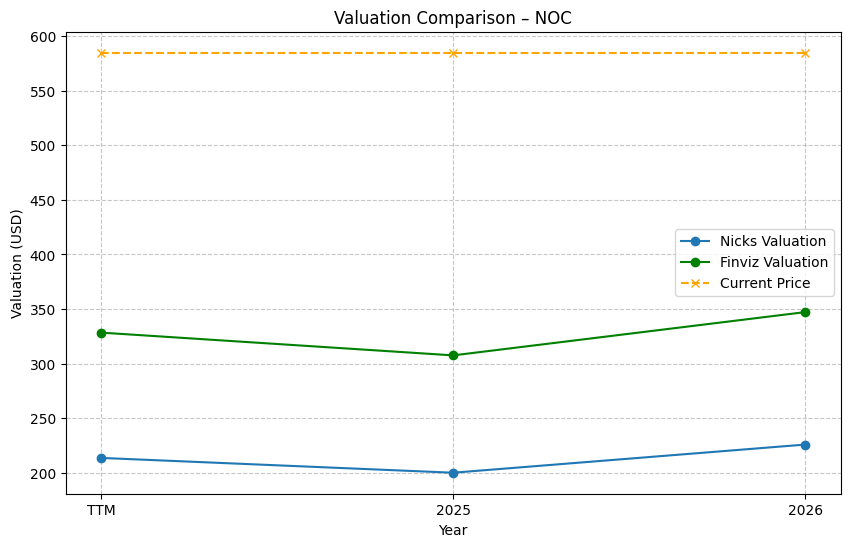 Valuation Comparison – NOC
Valuation (USD)
600
550
500
450
400
350
300
250
200
Nicks Valuation
Finviz Valuation
Current Price
TTM
2025
2026
Year